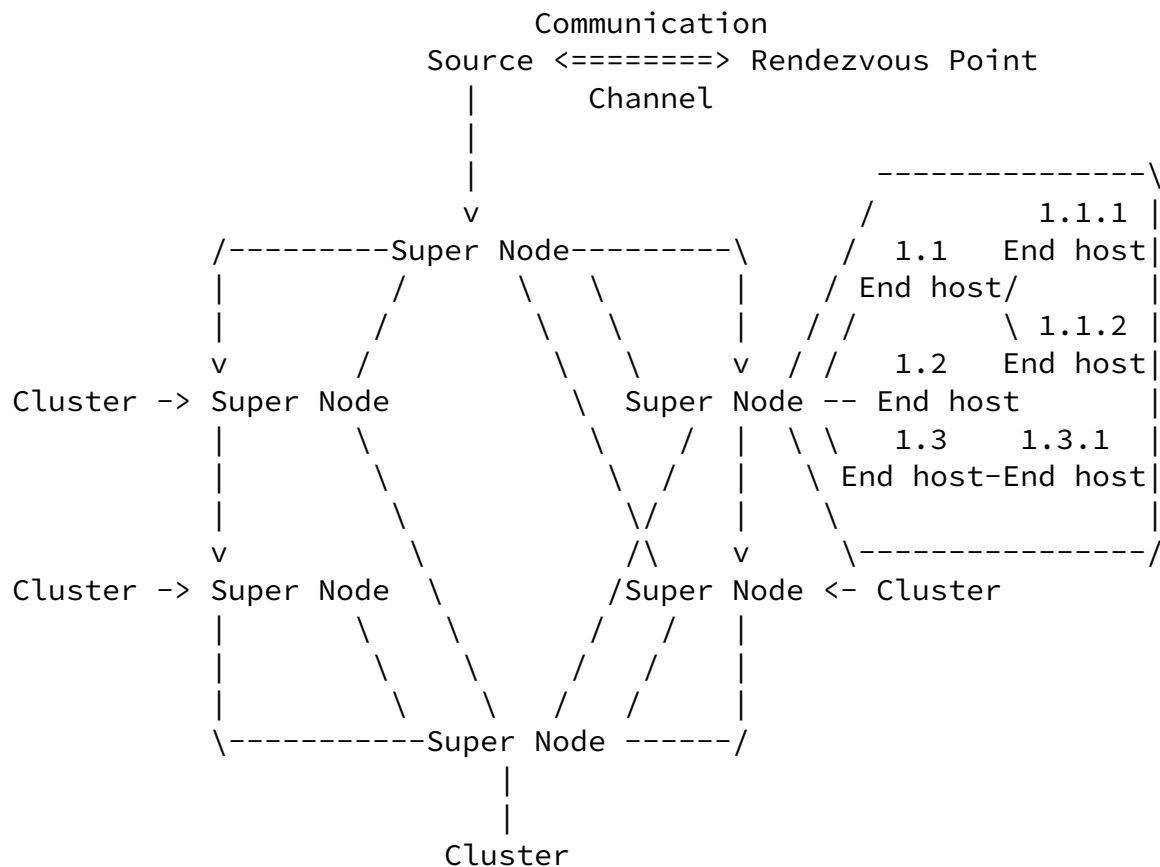 Communication
Source <========> Rendezvous Point
Channel
1.1.1
Super Node 1.1 End host
End host
1.1.2
1.2 End host
Cluster -> Super Node Super Node -- End host
1.3 1.3.1
End host-End host
Cluster -> Super Node Super Node <- Cluster
Super Node
Cluster